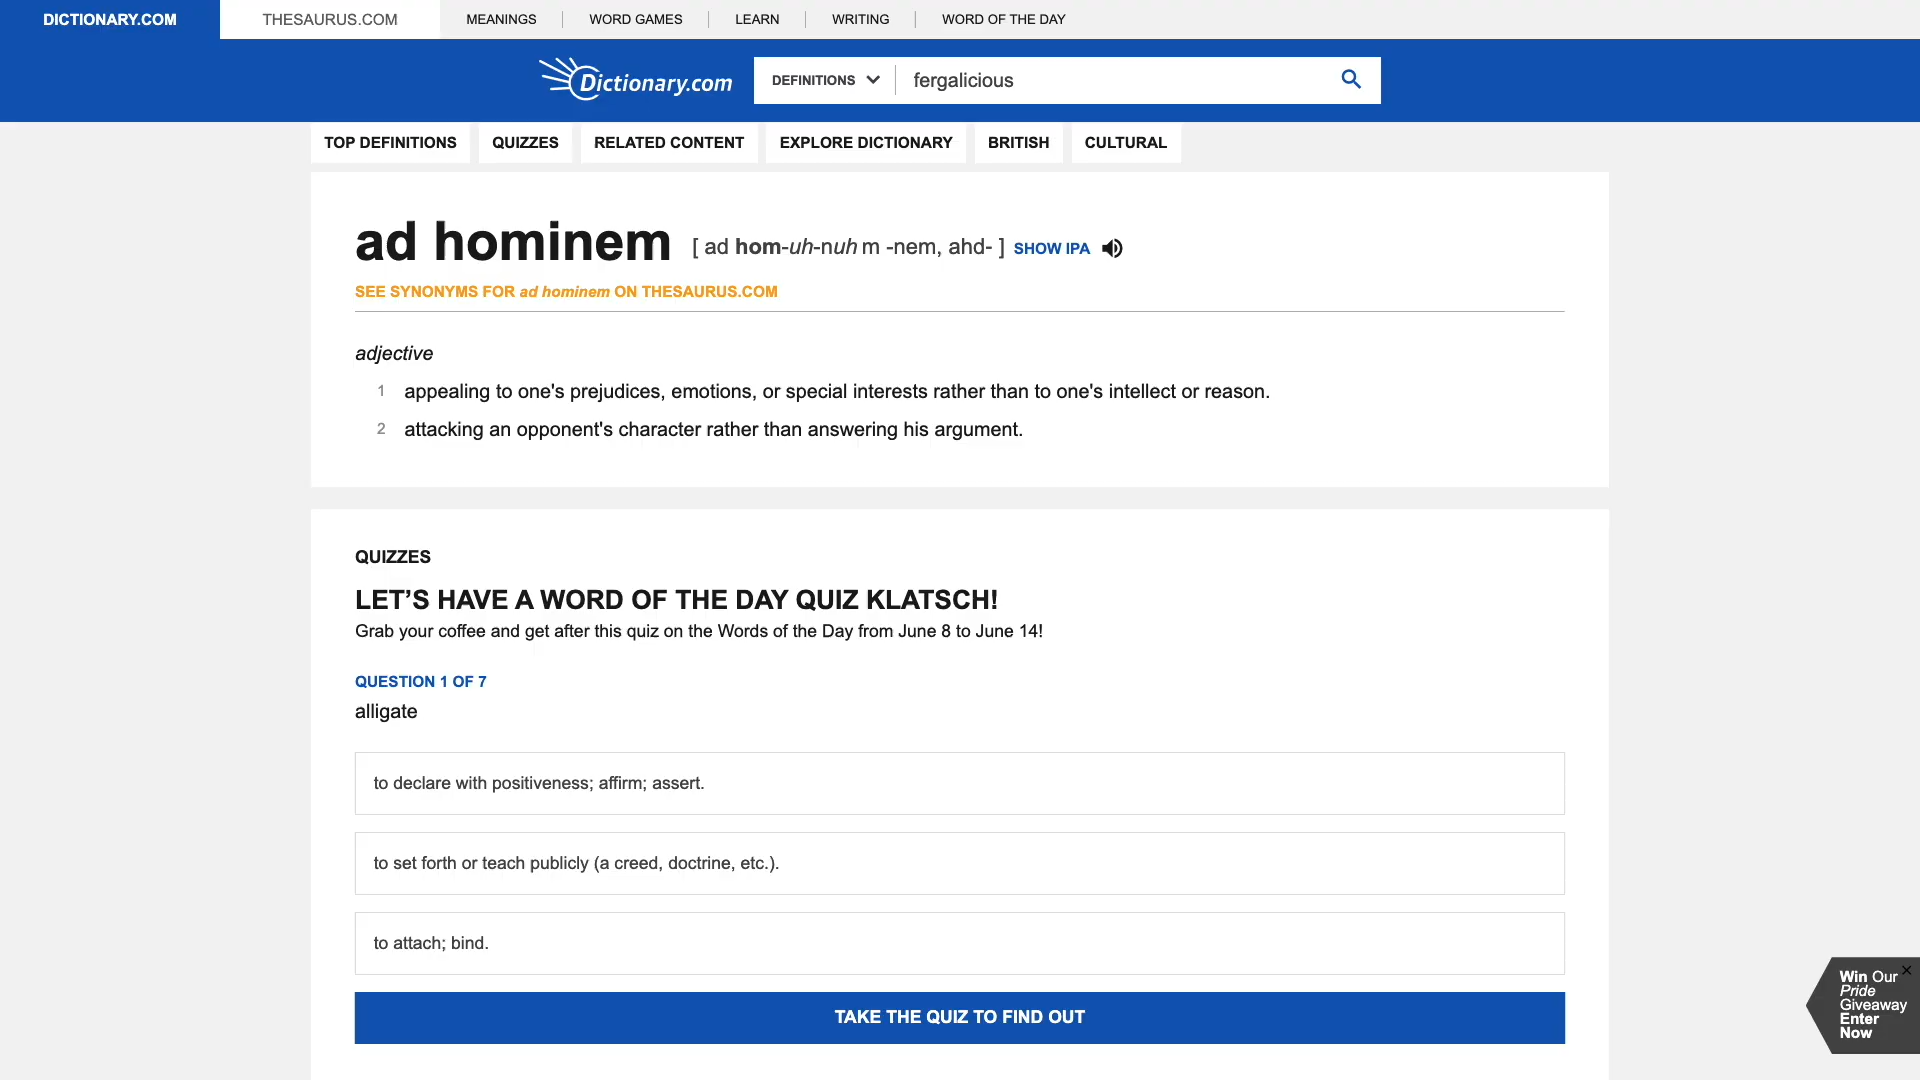 DICTIONARY.COM THESAURUS.COM MEANINGS WORD GAMES LEARN WRITING WORD OF THE DAY
Dictionary.com DEFINITIONS fergalicious
TOP DEFINITIONS QUIZZES RELATED CONTENT EXPLORE DICTIONARY BRITISH CULTURAL
ad hominem [ ad hom-uh-nuh m -nem, ahd- ] SHOW IPA
SEE SYNONYMS FOR ad hominem ON THESAURUS.COM
adjective
1 appealing to one's prejudices, emotions, or special interests rather than to one's intellect or reason.
2 attacking an opponent's character rather than answering his argument.
QUIZZES
LET’S HAVE A WORD OF THE DAY QUIZ KLATSCH!
Grab your coffee and get after this quiz on the Words of the Day from June 8 to June 14!
QUESTION 1 OF 7
alligate
to declare with positiveness; affirm; assert.
to set forth or teach publicly (a creed, doctrine, etc.).
to attach; bind.
TAKE THE QUIZ TO FIND OUT
Win Our
Pride
Giveaway
Enter
Now